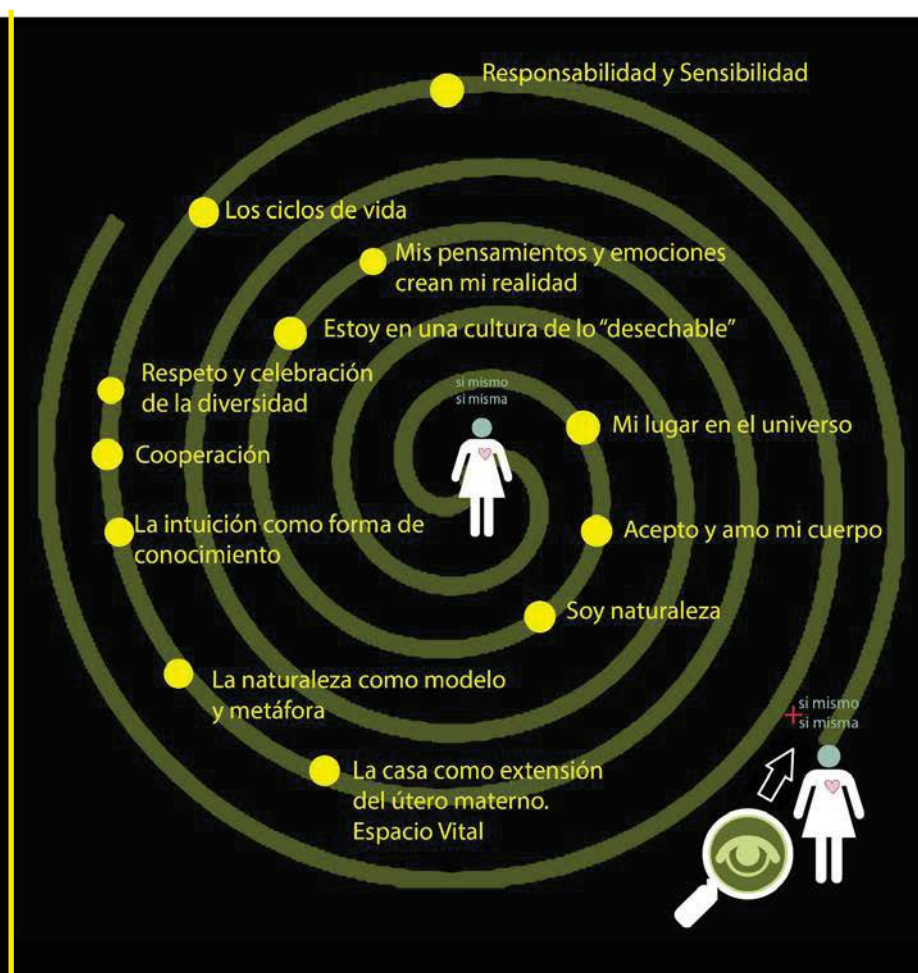 Responsabilidad y Sensibilidad
Los ciclos de vida
Mis pensamientos y emociones
crean mi realidad
Estoy en una cultura de lo “desechable”
Respeto y celebración
de la diversidad
si mismo
si misma
Mi lugar en el universo
Cooperación
La intuición como forma de
conocimiento
Acepto y amo mi cuerpo
Soy naturaleza
La naturaleza como modelo
y metáfora
si mismo
si misma
La casa como extensión
del útero materno.
Espacio Vital